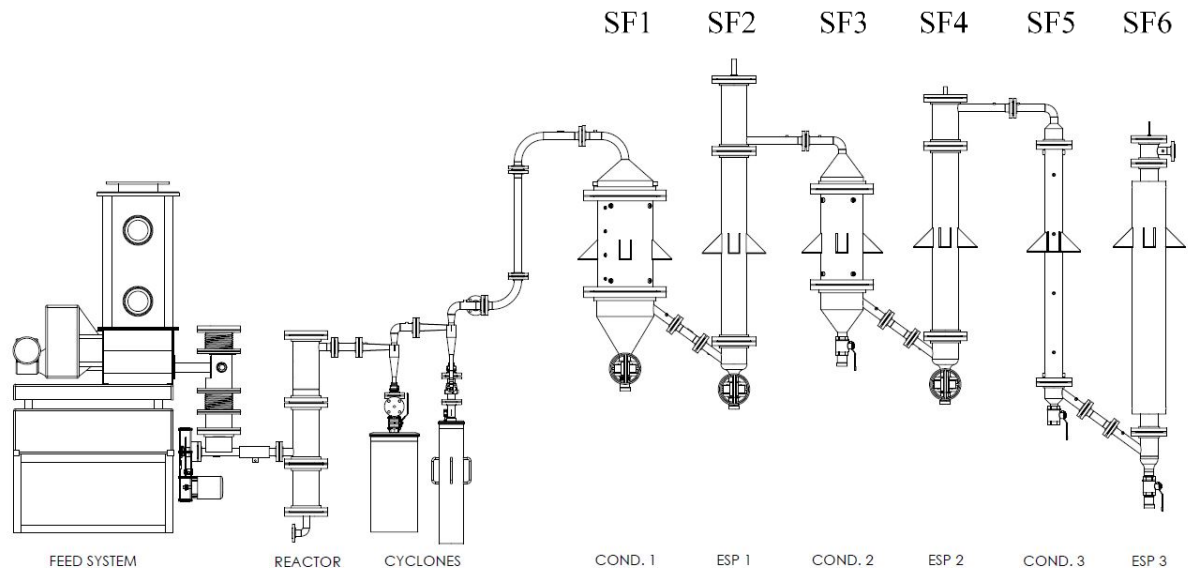 SF1 SF2 SF3 SF4 SF5 SF6
FEED SYSTEM REACTOR CYCLONES COND. 1 ESP 1 COND. 2 ESP 2 COND. 3 ESP 3